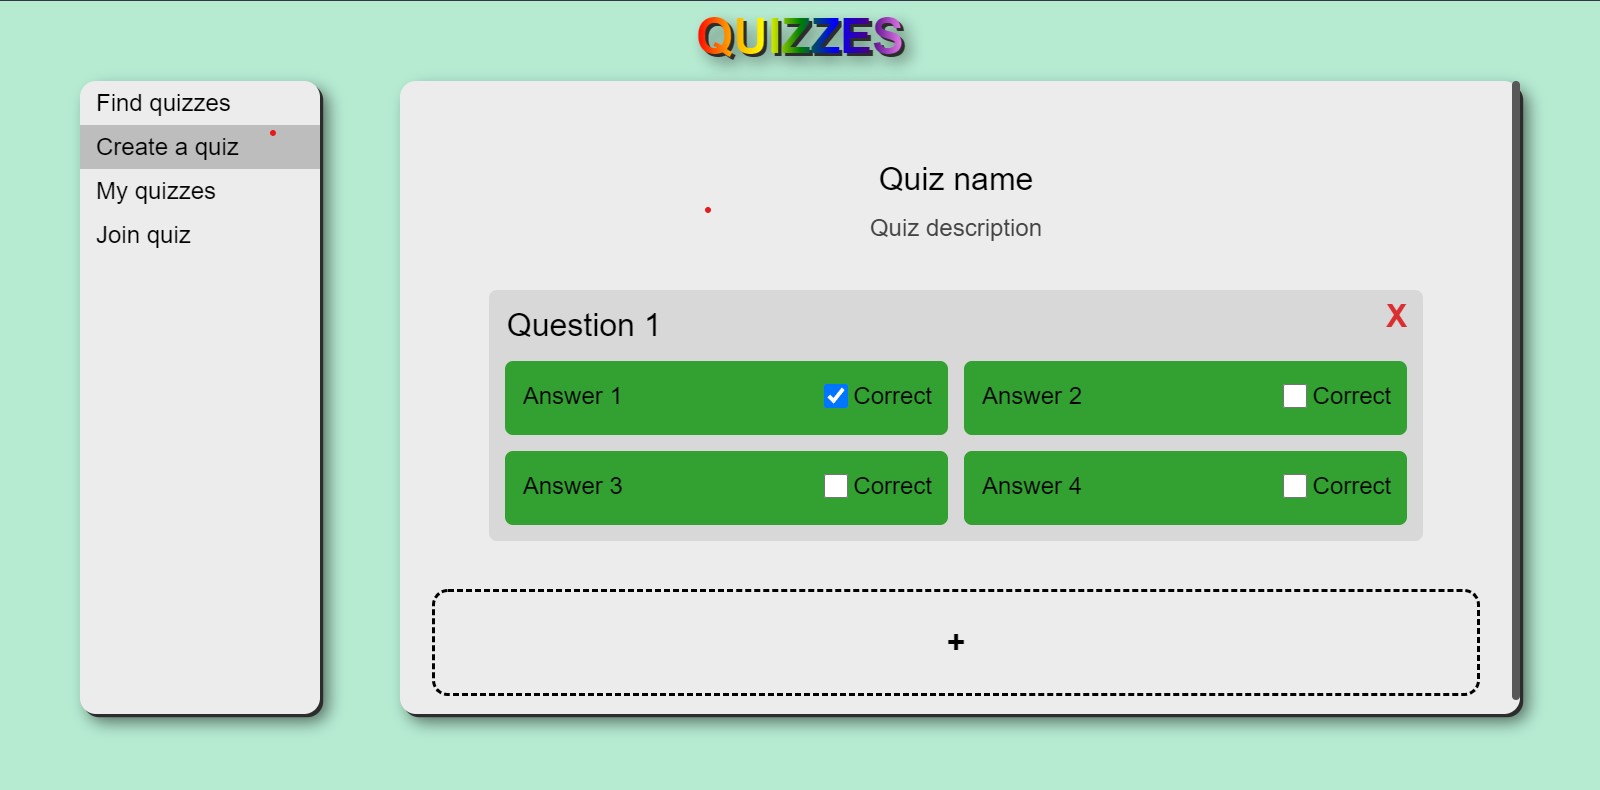 QUIZZES
Find quizzes
Create a quiz
My quizzes
Join quiz
Quiz name
Quiz description
Question 1
X
Answer 1 Correct
Answer 2 Correct
Answer 3 Correct
Answer 4 Correct
+